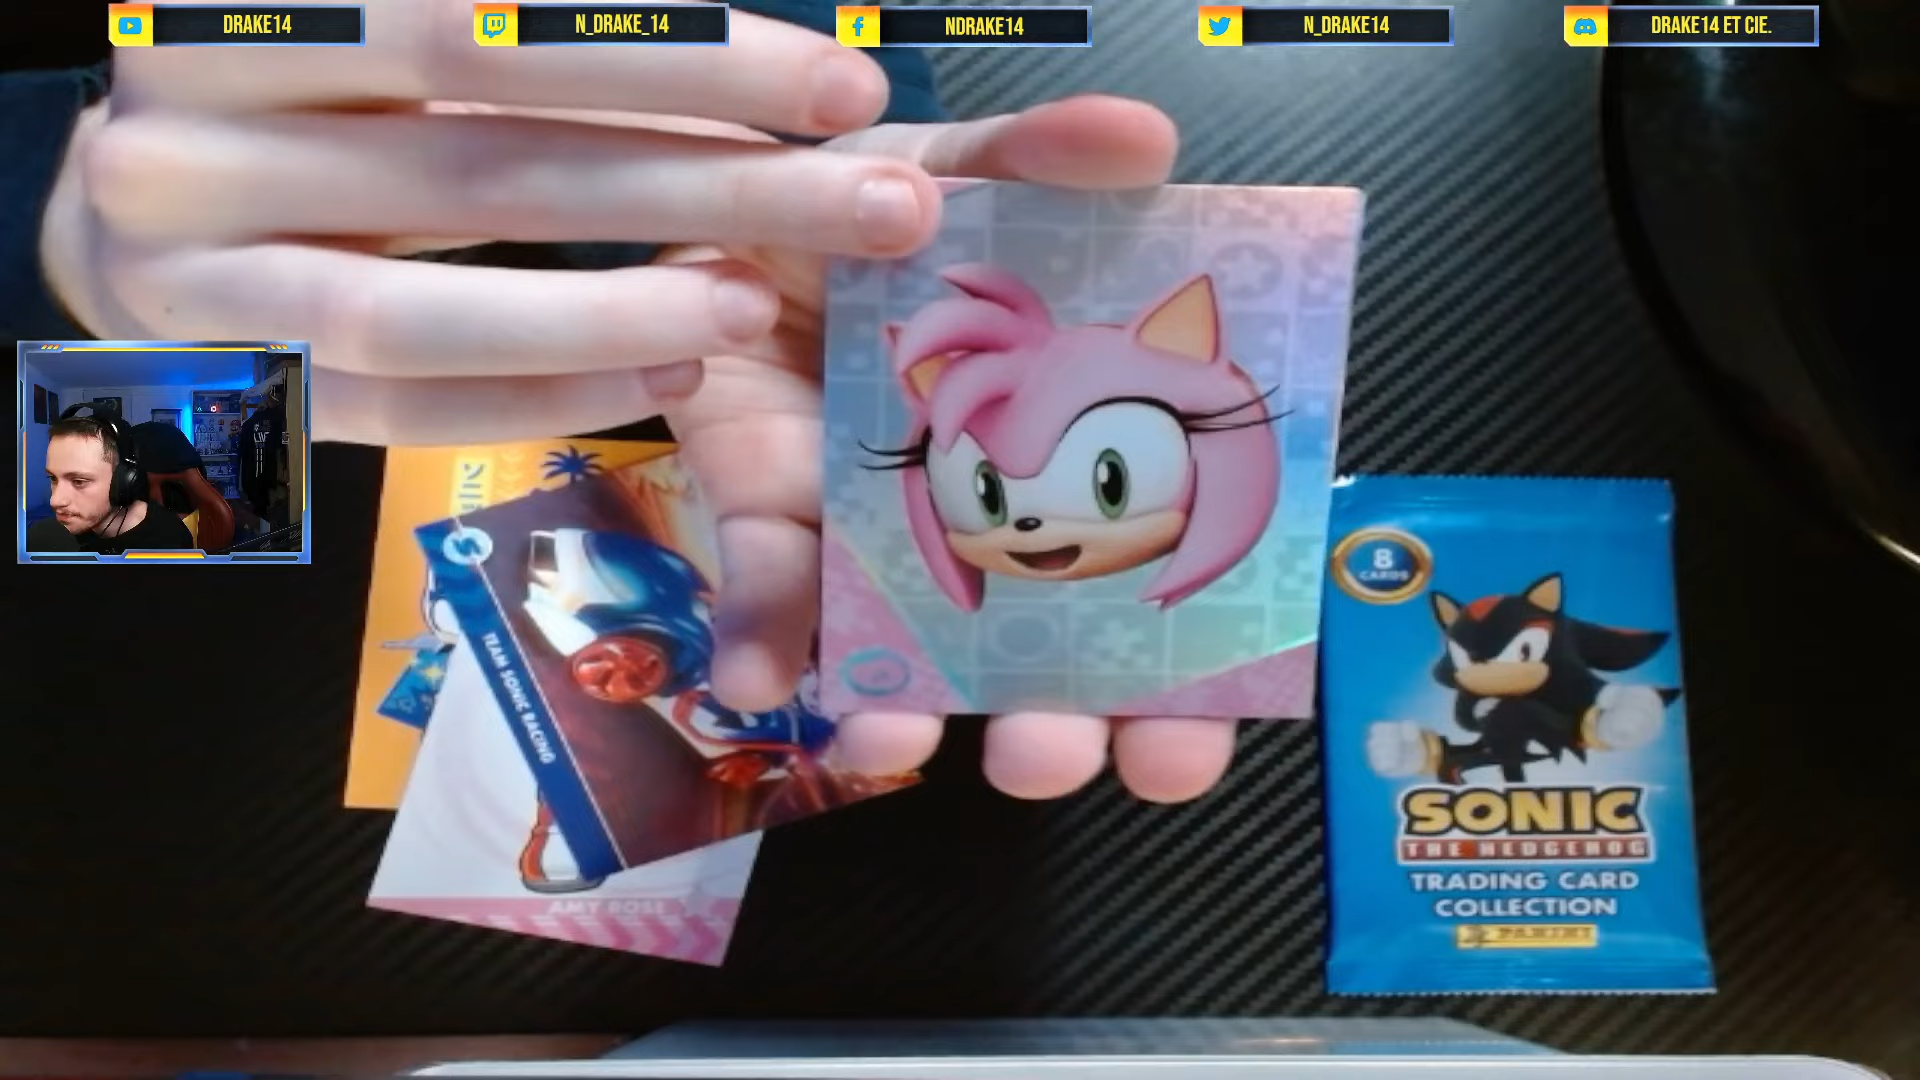 DRAKE14
N_DRAKE_14
NDRAKE14
N_DRAKE14
DRAKE14 ET CIE.
TEAM SONIC RACING
AMY ROSE
8
CARDS
SONIC
THE HEDGEHOG
TRADING CARD
COLLECTION
PANINI